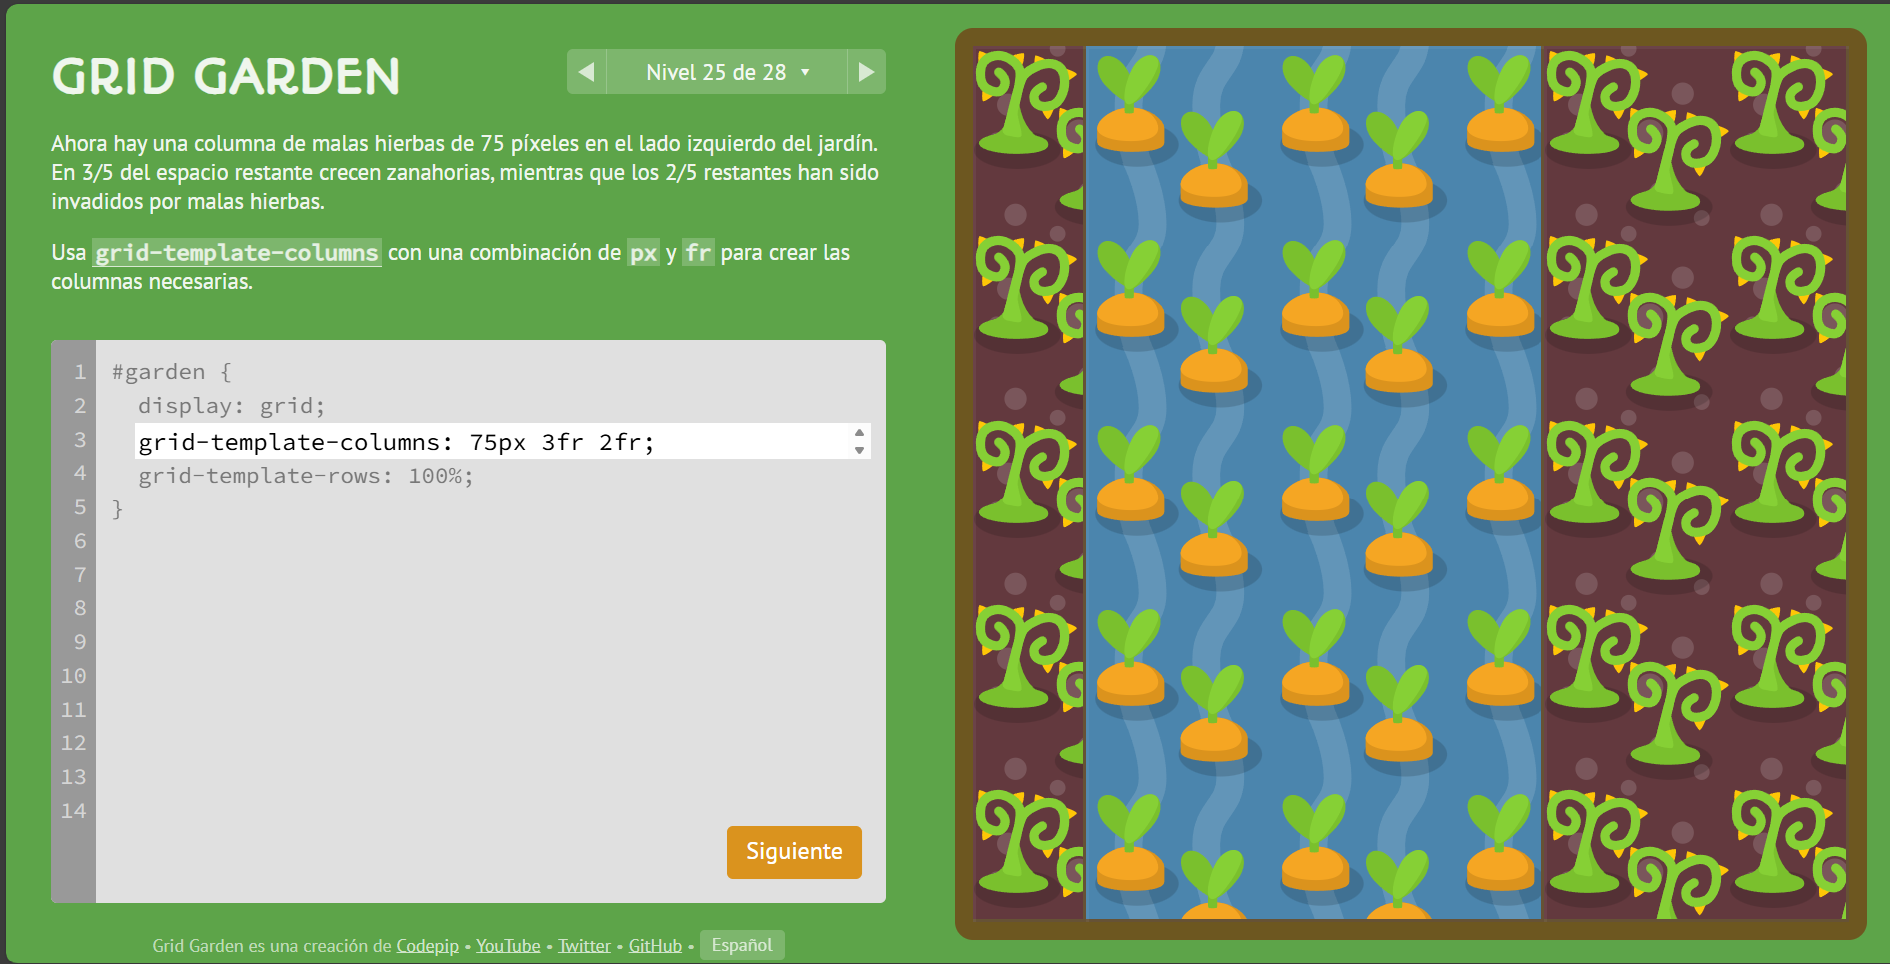 GRID GARDEN
Nivel 25 de 28
Ahora hay una columna de malas hierbas de 75 píxeles en el lado izquierdo del jardín.
En 3/5 del espacio restante crecen zanahorias, mientras que los 2/5 restantes han sido
invadidos por malas hierbas.
Usa grid-template-columns con una combinación de px y fr para crear las
columnas necesarias.
1 #garden {
2 display: grid;
3 grid-template-columns: 75px 3fr 2fr;
4 grid-template-rows: 100%;
5 }
6
7
8
9
10
11
12
13
14
Siguiente
Grid Garden es una creación de Codepip • YouTube • Twitter • GitHub • Español